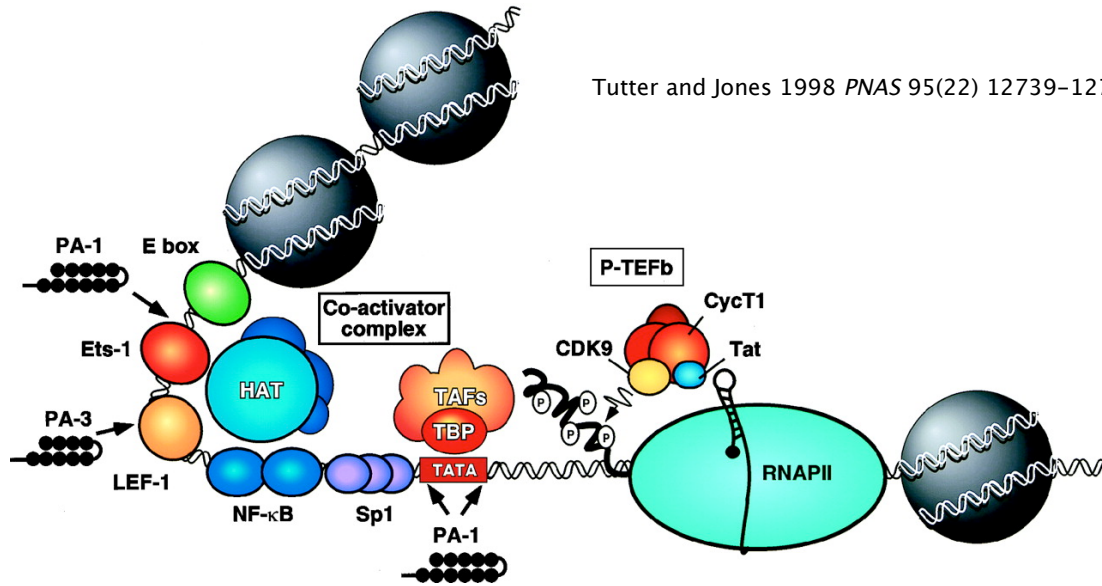 Tutter and Jones 1998 PNAS 95(22) 12739–127
PA-1
E box
P-TEFb
Co-activator
complex
CycT1
CDK9
Tat
Ets-1
HAT
TAFs
P
P
P
P
TBP
PA-3
LEF-1
TATA
RNAPII
NF-κB
Sp1
PA-1